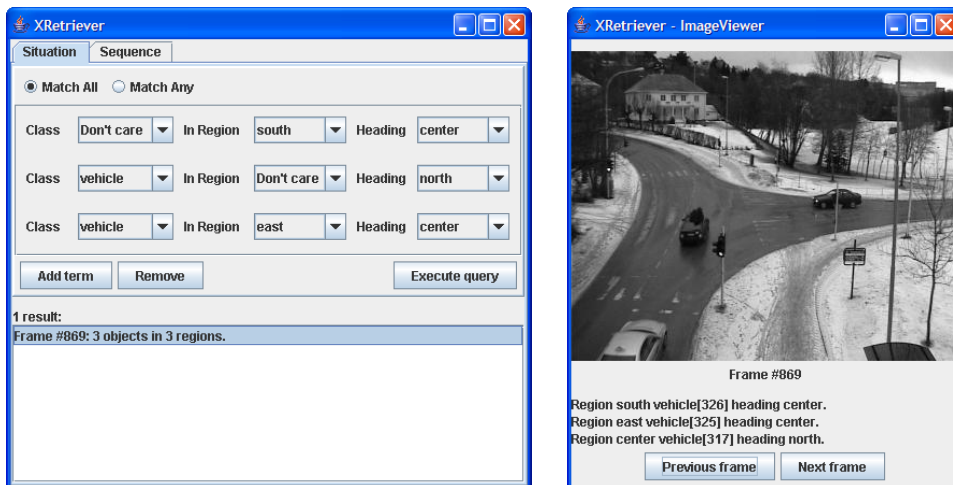 XRetriever
Situation Sequence
Match All Match Any
Class Don't care In Region south Heading center
Class vehicle In Region Don't care Heading north
Class vehicle In Region east Heading center
Add term Remove Execute query
1 result:
Frame #869: 3 objects in 3 regions.
XRetriever - ImageViewer
Frame #869
Region south vehicle[326] heading center.
Region east vehicle[325] heading center.
Region center vehicle[317] heading north.
Previous frame Next frame